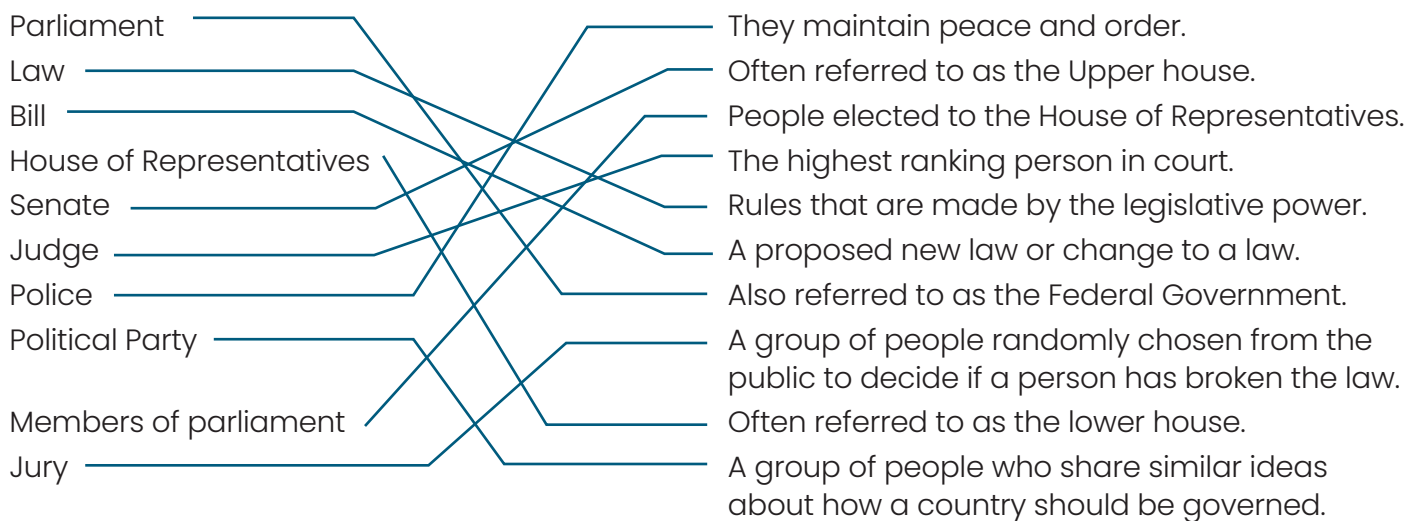 Parliament
Law
Bill
House of Representatives
Senate
Judge
Police
Political Party
Members of parliament
Jury
They maintain peace and order.
Often referred to as the Upper house.
People elected to the House of Representatives.
The highest ranking person in court.
Rules that are made by the legislative power.
A proposed new law or change to a law.
Also referred to as the Federal Government.
A group of people randomly chosen from the
public to decide if a person has broken the law.
Often referred to as the lower house.
A group of people who share similar ideas
about how a country should be governed.